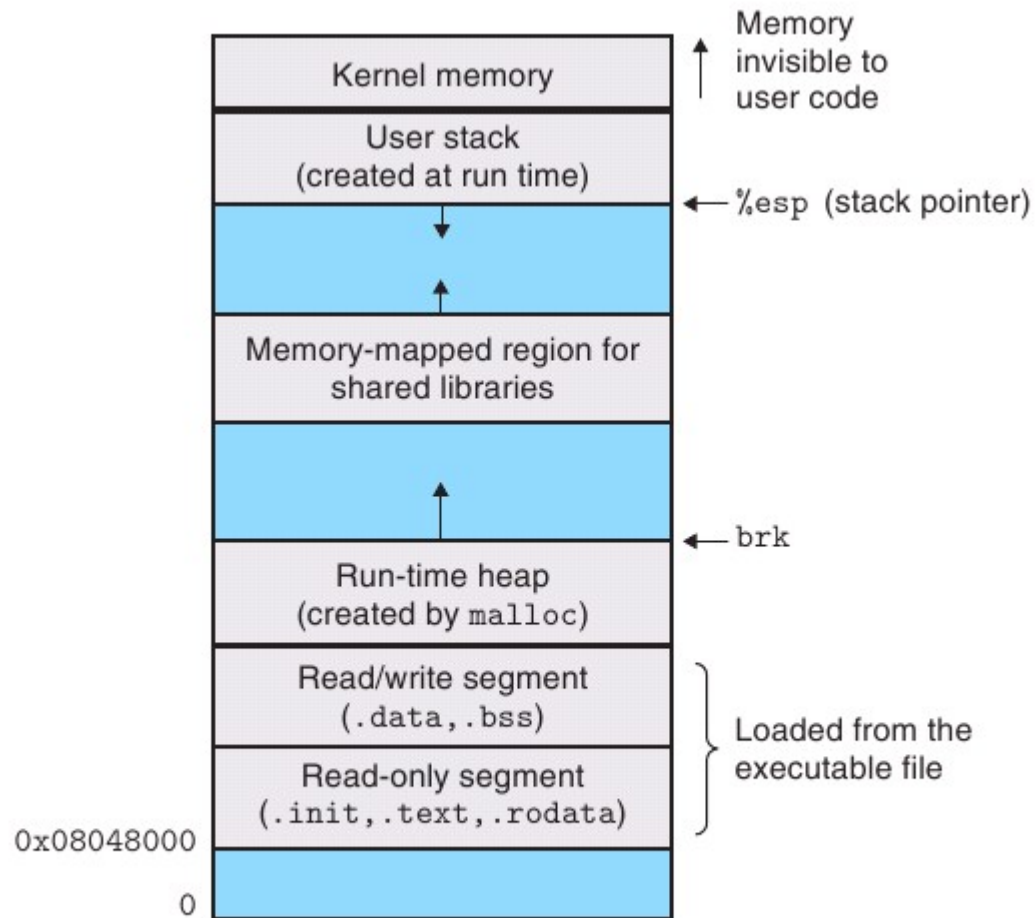 Memory
invisible to
user code
Kernel memory
User stack
(created at run time)
%esp (stack pointer)
Memory-mapped region for
shared libraries
brk
Run-time heap
(created by malloc)
Read/write segment
(.data,.bss)
Loaded from the
executable file
Read-only segment
(.init,.text,.rodata)
0x08048000
0